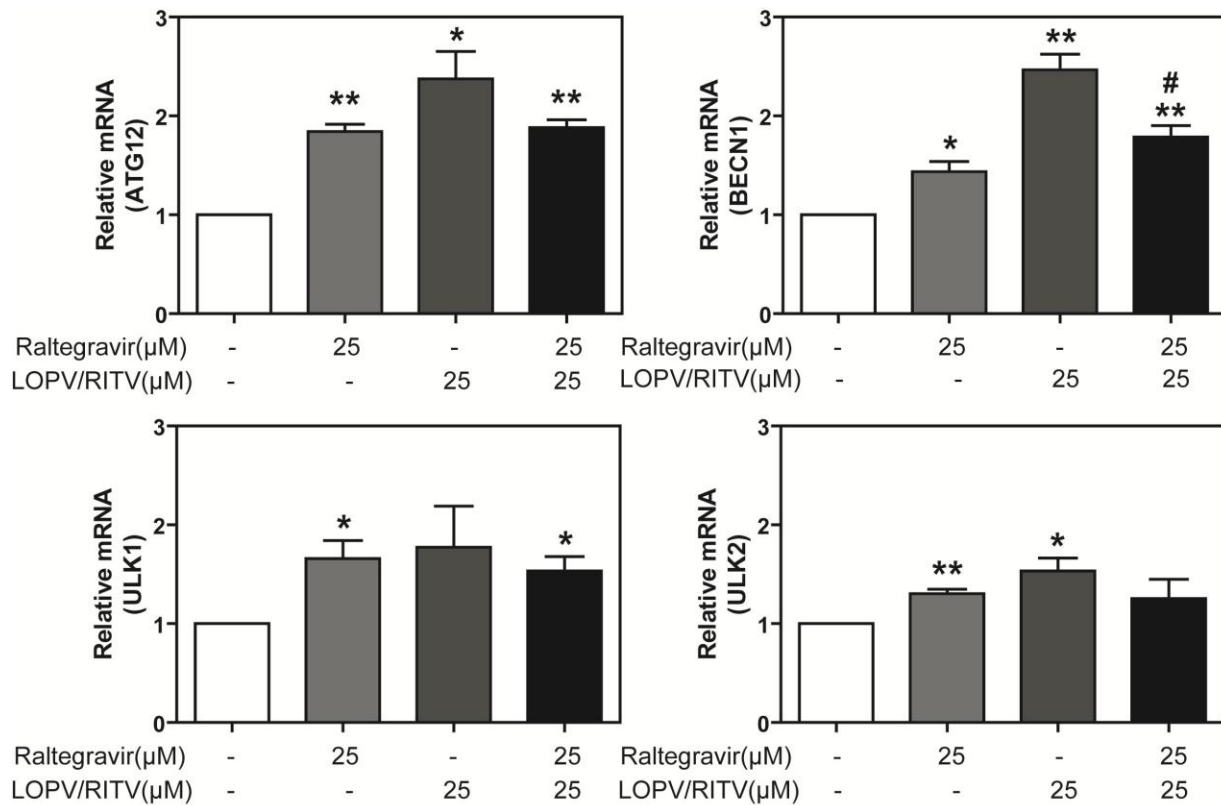 3
2
1
0
Relative mRNA
(ATG12)
**
*
**
Raltegravir(µM) - 25 - 25
LOPV/RITV(µM) - - 25 25
3
2
1
0
Relative mRNA
(BECN1)
*
**
#
**
Raltegravir(µM) - 25 - 25
LOPV/RITV(µM) - - 25 25
3
2
1
0
Relative mRNA
(ULK1)
*
*
Raltegravir(µM) - 25 - 25
LOPV/RITV(µM) - - 25 25
3
2
1
0
Relative mRNA
(ULK2)
**
*
Raltegravir(µM) - 25 - 25
LOPV/RITV(µM) - - 25 25